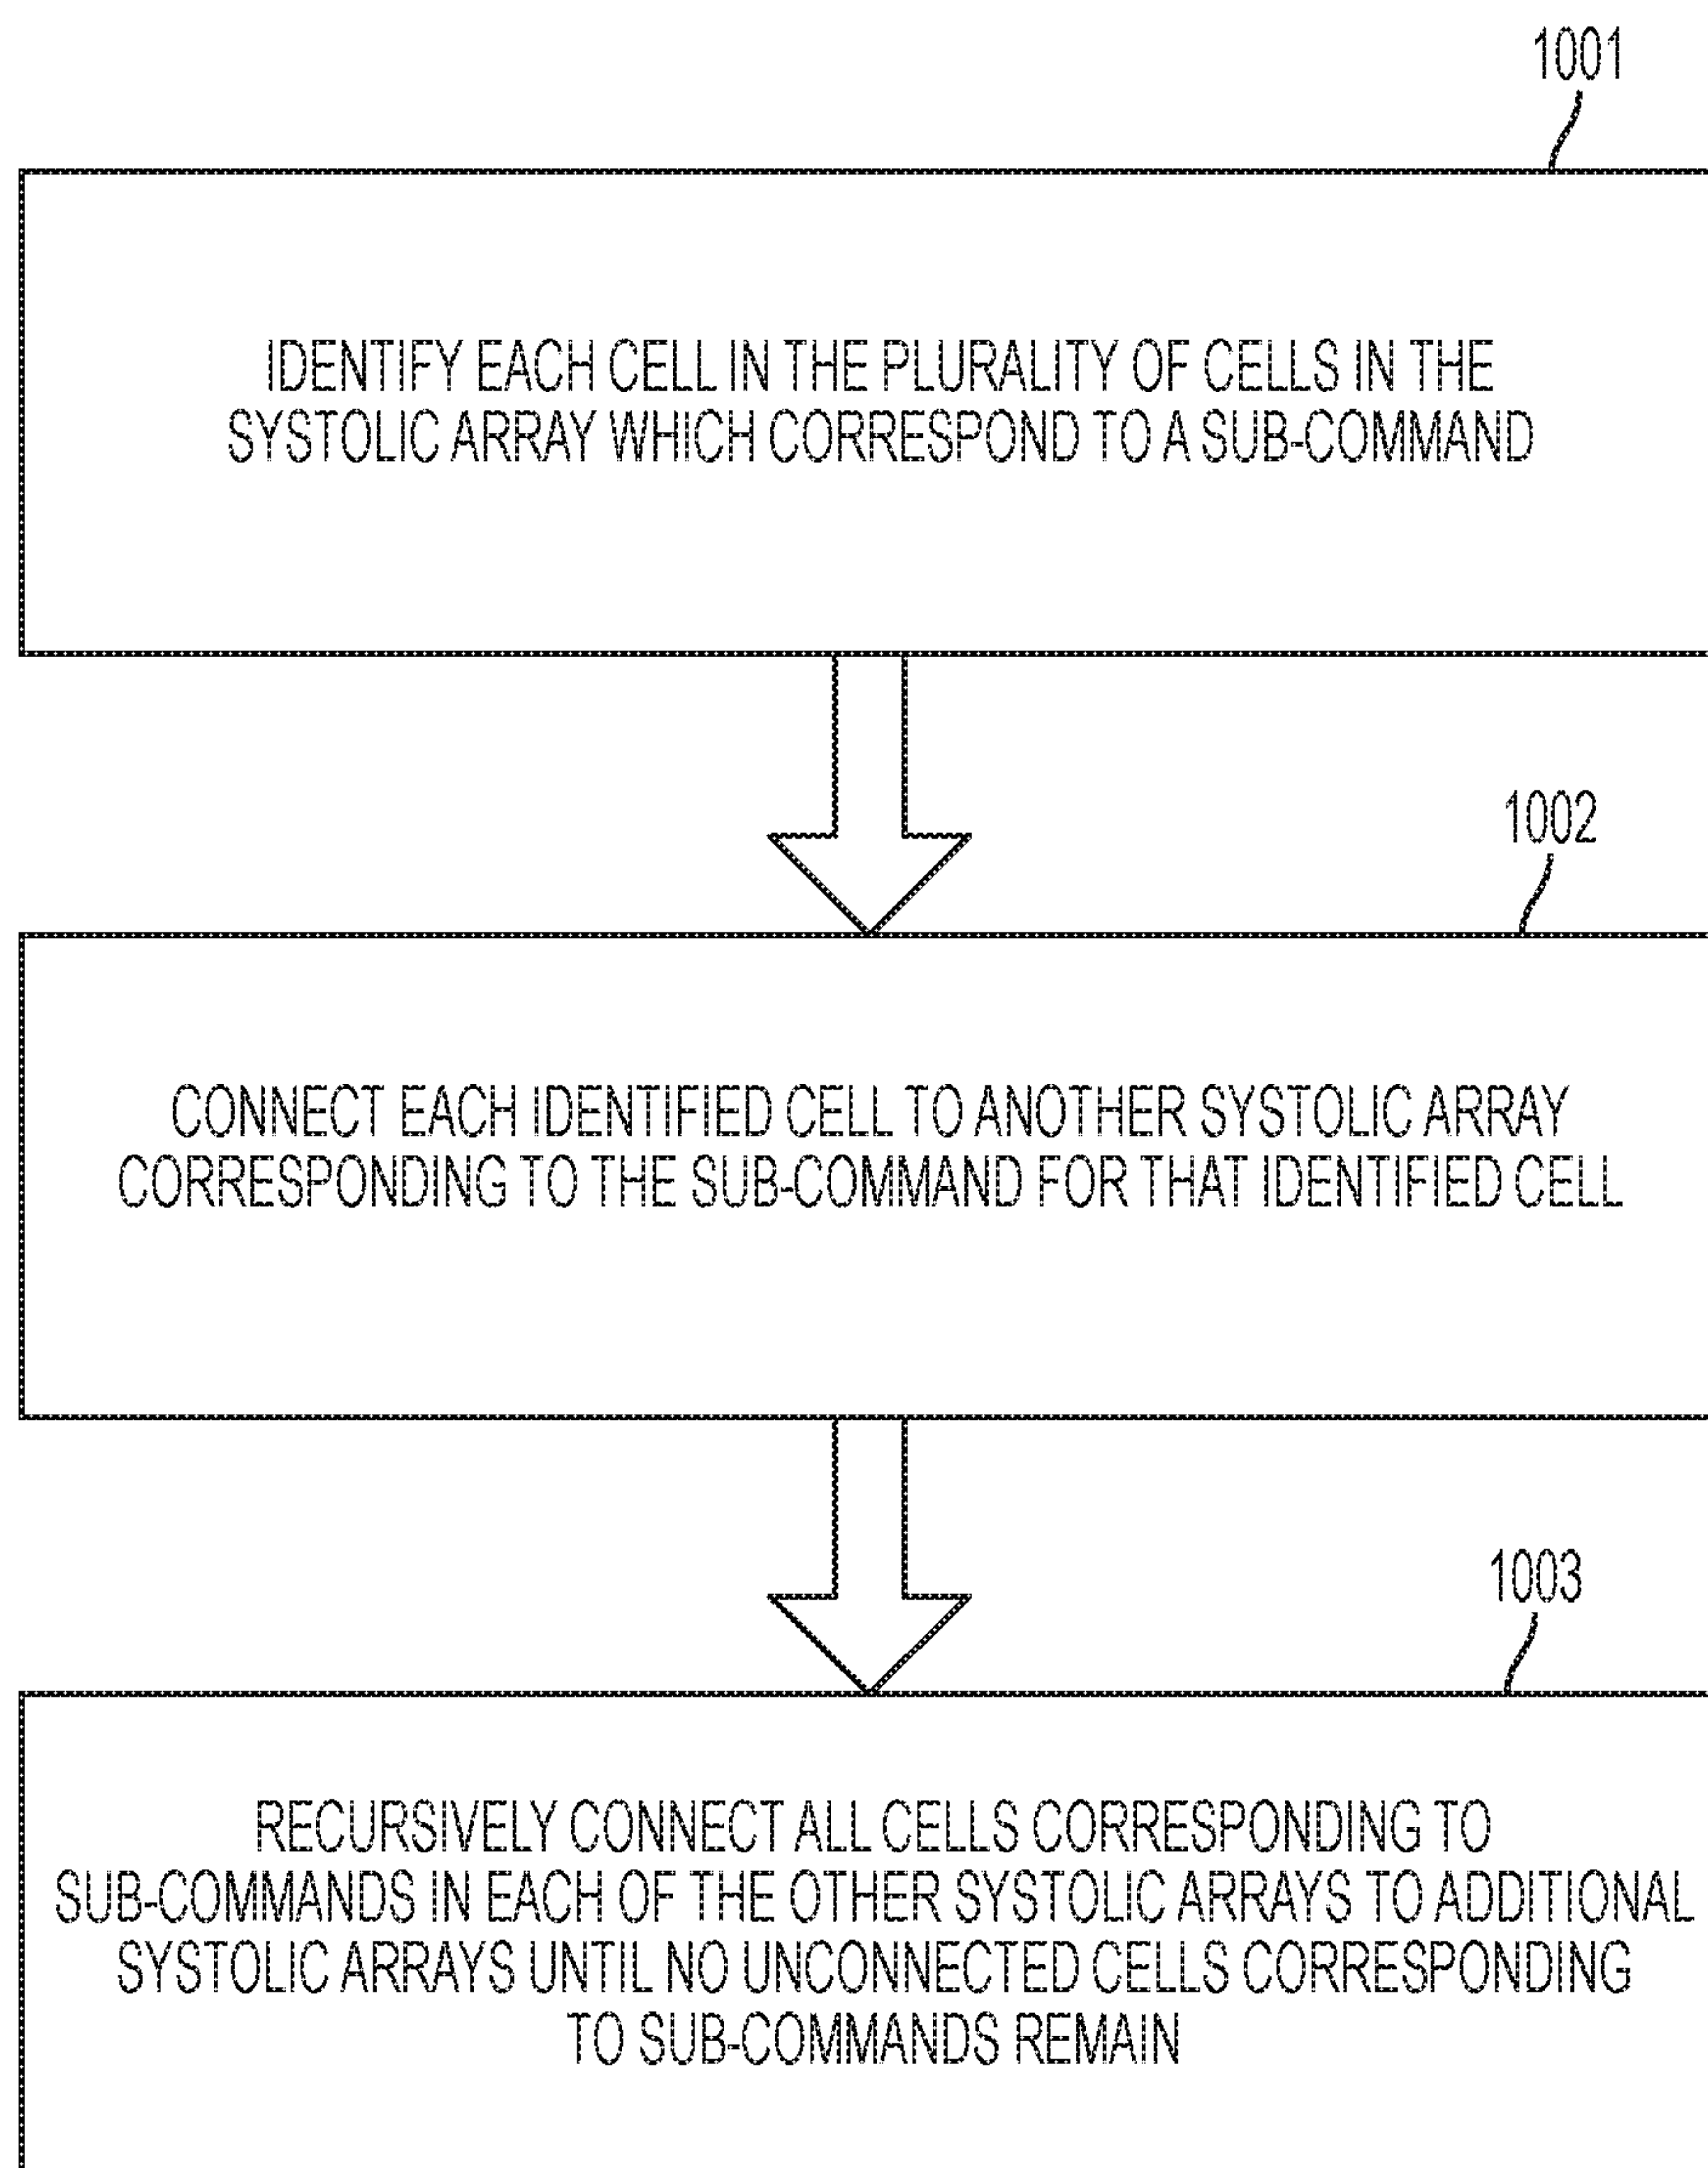 1001
IDENTIFY EACH CELL IN THE PLURALITY OF CELLS IN THE
SYSTOLIC ARRAY WHICH CORRESPOND TO A SUB-COMMAND
1002
CONNECT EACH IDENTIFIED CELL TO ANOTHER SYSTOLIC ARRAY
CORRESPONDING TO THE SUB-COMMAND FOR THAT IDENTIFIED CELL
1003
RECURSIVELY CONNECT ALL CELLS CORRESPONDING TO
SUB-COMMANDS IN EACH OF THE OTHER SYSTOLIC ARRAYS TO ADDITIONAL
SYSTOLIC ARRAYS UNTIL NO UNCONNECTED CELLS CORRESPONDING
TO SUB-COMMANDS REMAIN